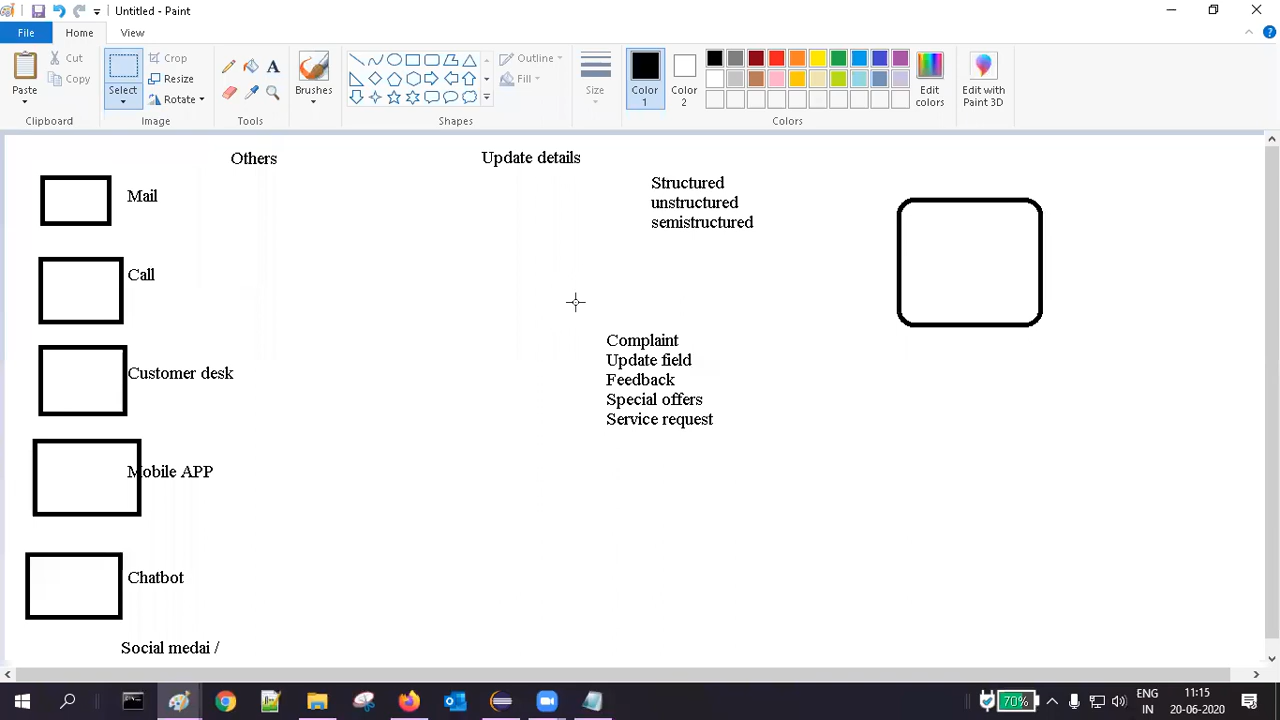 Untitled - Paint
File
Home
View
Paste
Cut
Copy
Clipboard
Select
Crop
Resize
Rotate
Image
A
Tools
Brushes
Outline
Fill
Shapes
Size
Color 1
Color 2
Edit colors
Edit with Paint 3D
Colors
Others
Update details
Structured
unstructured
semistructured
Mail
Call
Complaint
Update field
Feedback
Special offers
Service request
Customer desk
Mobile APP
Chatbot
Social medai /
70%
ENG
IN
11:15
20-06-2020